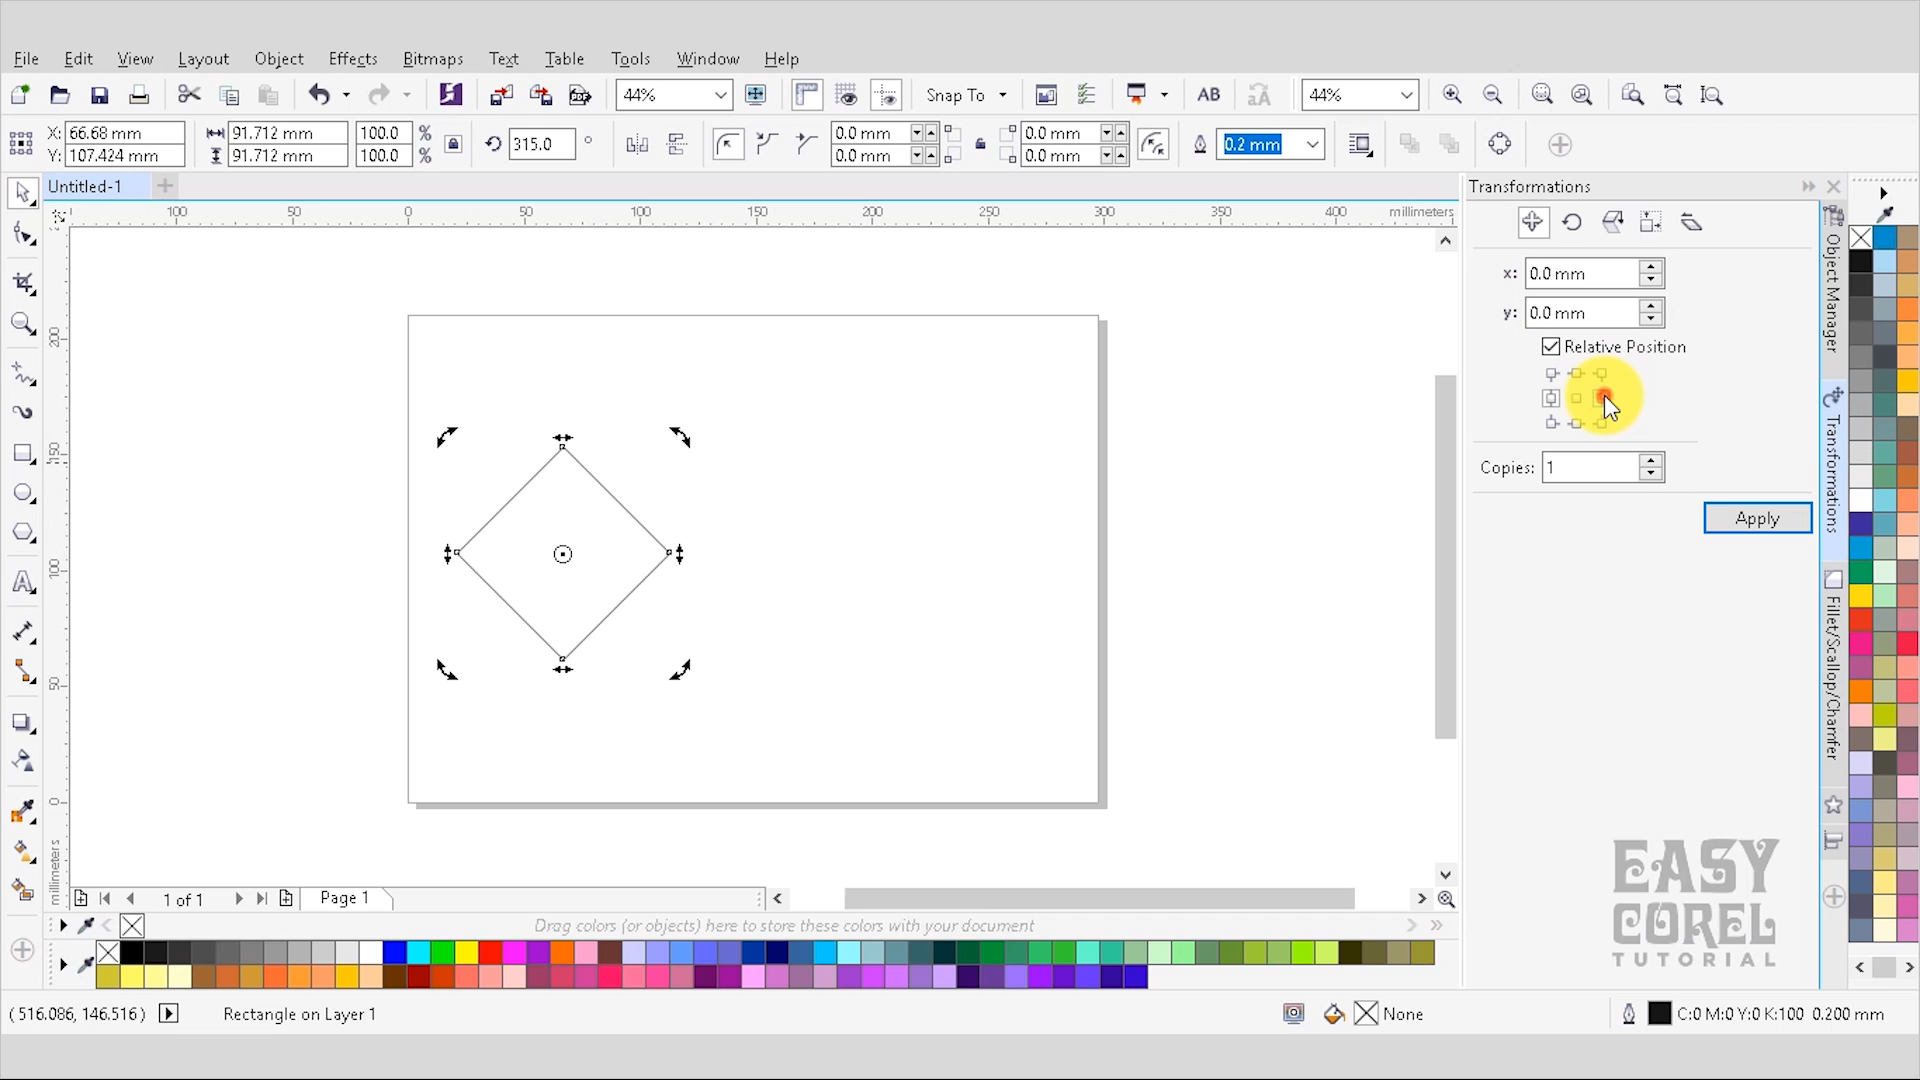 File Edit View Layout Object Effects Bitmaps Text Table Tools Window Help
44% Snap To AB 44%
X: 66.68 mm 91.712 mm 100.0 % 315.0 ° 0.0 mm 0.0 mm 0.2 mm
Y: 107.424 mm 91.712 mm 100.0 % 0.0 mm 0.0 mm
Untitled-1
100 50 0 50 100 150 200 250 300 350 400 millimeters
200
150
100
50
0
millimeters
Transformations
x: 0.0 mm
y: 0.0 mm
Relative Position
Copies: 1
Apply
Object Manager
Transformations
Fillet/Scallop/Chamfer
EASY
COREL
TUTORIAL
1 of 1 Page 1
Drag colors (or objects) here to store these colors with your document
( 516.086, 146.516 ) Rectangle on Layer 1 None C:0 M:0 Y:0 K:100 0.200 mm